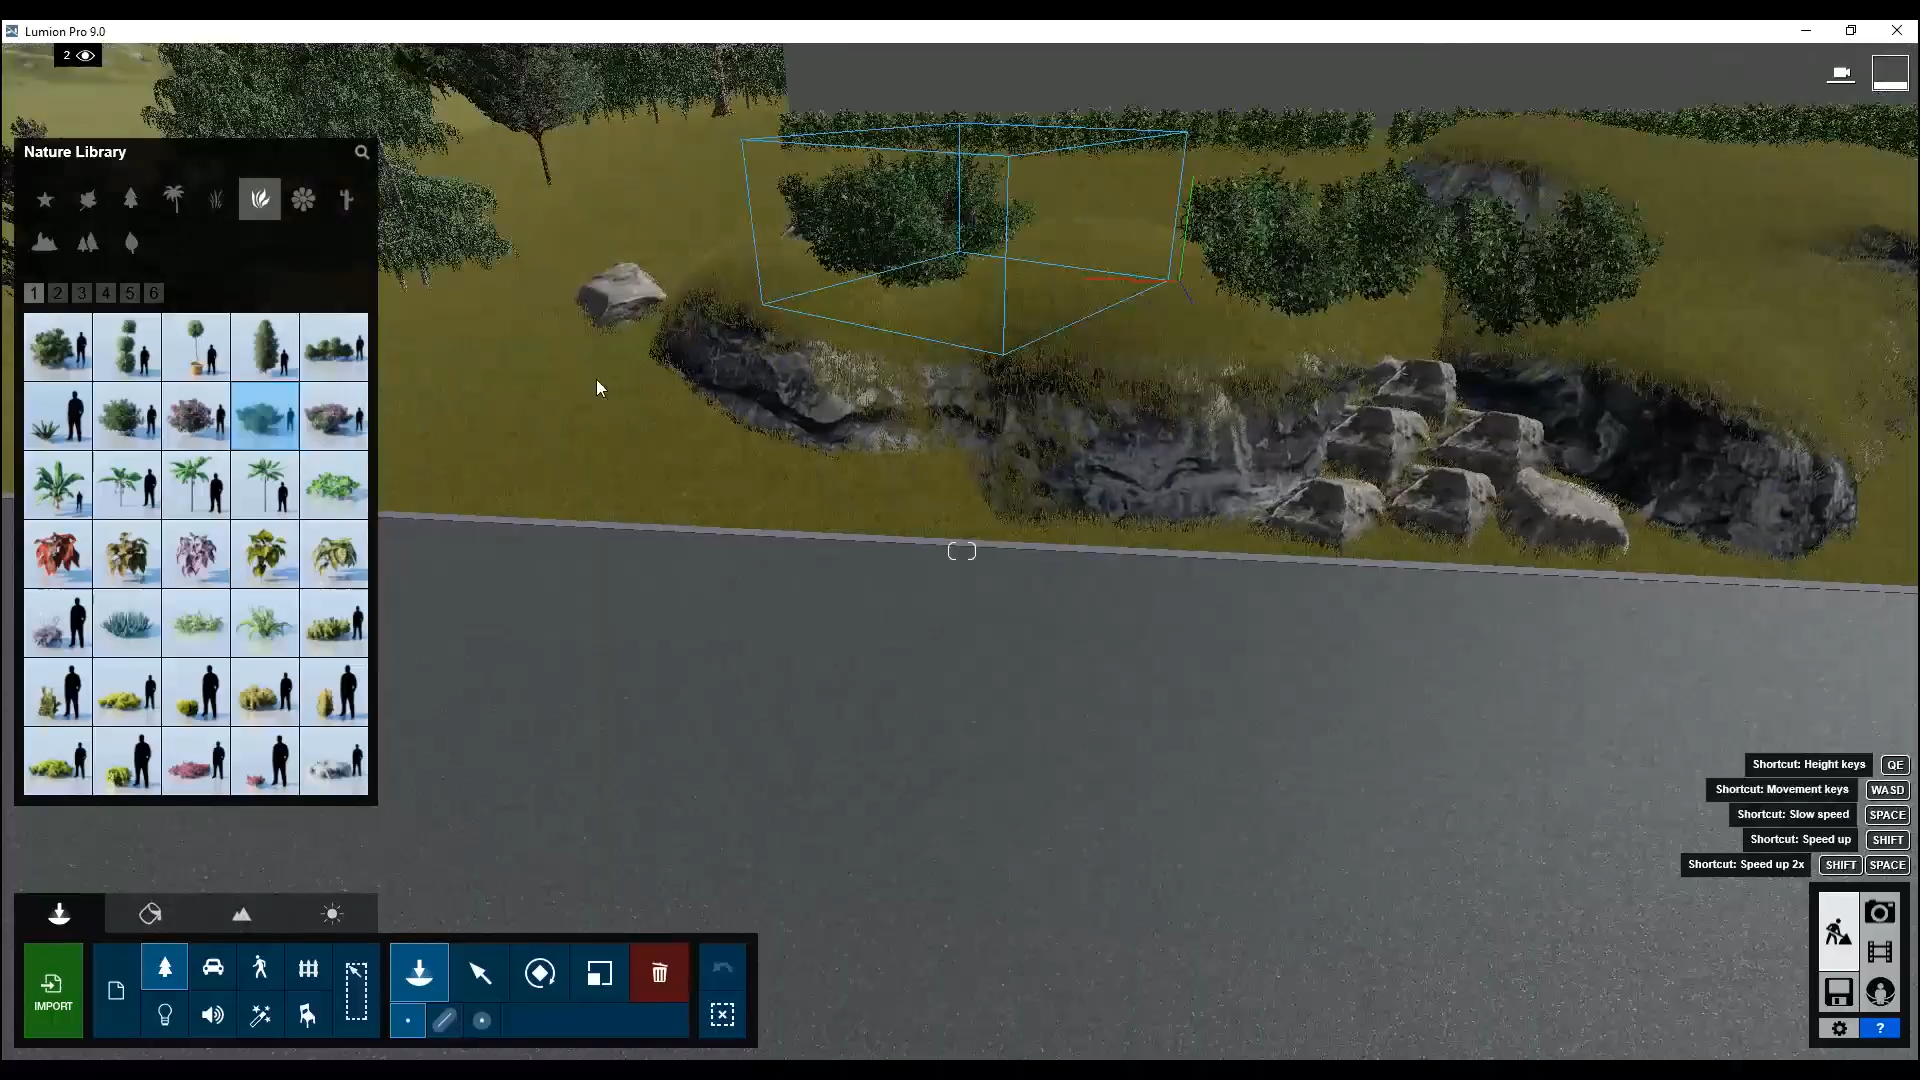 Lumion Pro 9.0
2
Nature Library
1 2 3 4 5 6
Shortcut: Height keys QE
Shortcut: Movement keys WASD
Shortcut: Slow speed SPACE
Shortcut: Speed up SHIFT
Shortcut: Speed up 2x SHIFT SPACE
IMPORT
?